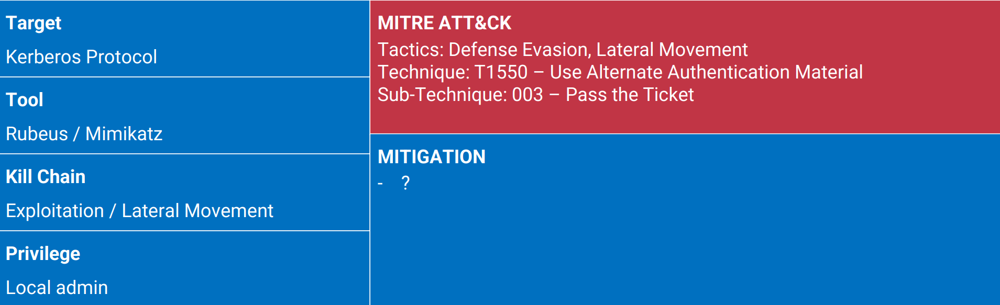 Target
Kerberos Protocol
Tool
Rubeus / Mimikatz
Kill Chain
Exploitation / Lateral Movement
Privilege
Local admin
MITRE ATT&CK
Tactics: Defense Evasion, Lateral Movement
Technique: T1550 – Use Alternate Authentication Material
Sub-Technique: 003 – Pass the Ticket
MITIGATION
- ?